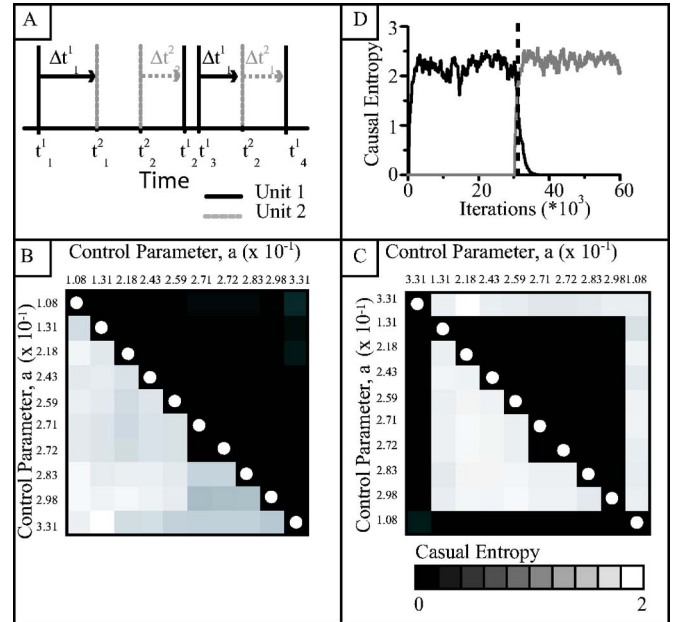 A
Δt¹₁
Δt²₂
Δt¹₁
Δt²₁
t¹₁
t²₁
t²₂
t¹₂
t¹₃
t²₂
t¹₄
Time
Unit 1
Unit 2
D
Causal Entropy
3
2
1
0
0
20
40
60
Iterations (*10³)
B
Control Parameter, a (x 10⁻¹)
1.08 1.31 2.18 2.43 2.59 2.71 2.72 2.83 2.98 3.31
Control Parameter, a (x 10⁻¹)
1.08
1.31
2.18
2.43
2.59
2.71
2.72
2.83
2.98
3.31
C
Control Parameter, a (x 10⁻¹)
3.31 1.31 2.18 2.43 2.59 2.71 2.72 2.83 2.98 1.08
Control Parameter, a (x 10⁻¹)
3.31
1.31
2.18
2.43
2.59
2.71
2.72
2.83
2.98
1.08
Casual Entropy
0
2